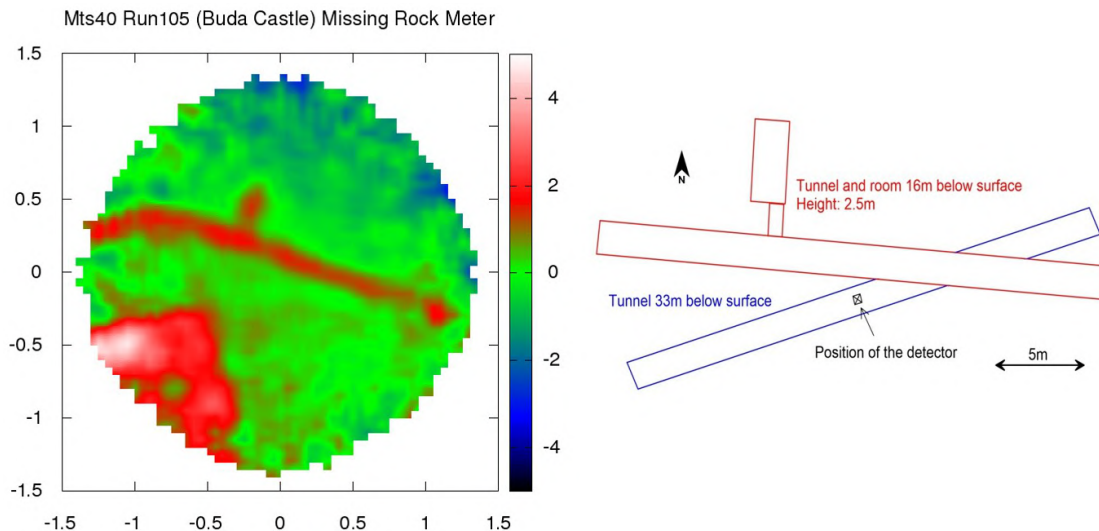 Mts40 Run105 (Buda Castle) Missing Rock Meter
1.5
1
0.5
0
-0.5
-1
-1.5
-1.5
-1
-0.5
0
0.5
1
1.5
4
2
0
-2
-4
N
Tunnel and room 16m below surface
Height: 2.5m
Tunnel 33m below surface
Position of the detector
5m